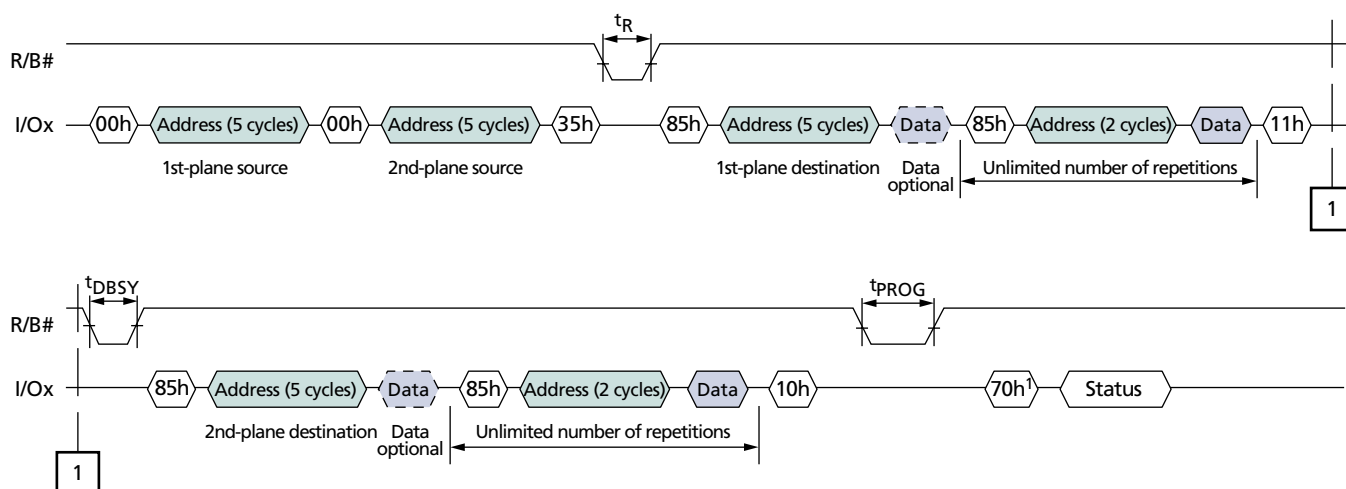 tR
R/B#
I/Ox 00h Address (5 cycles) 00h Address (5 cycles) 35h 85h Address (5 cycles) Data 85h Address (2 cycles) Data 11h
1st-plane source 2nd-plane source 1st-plane destination Data optional Unlimited number of repetitions
1
tDBSY tPROG
R/B#
I/Ox 85h Address (5 cycles) Data 85h Address (2 cycles) Data 10h 70h1 Status
2nd-plane destination Data optional Unlimited number of repetitions
1